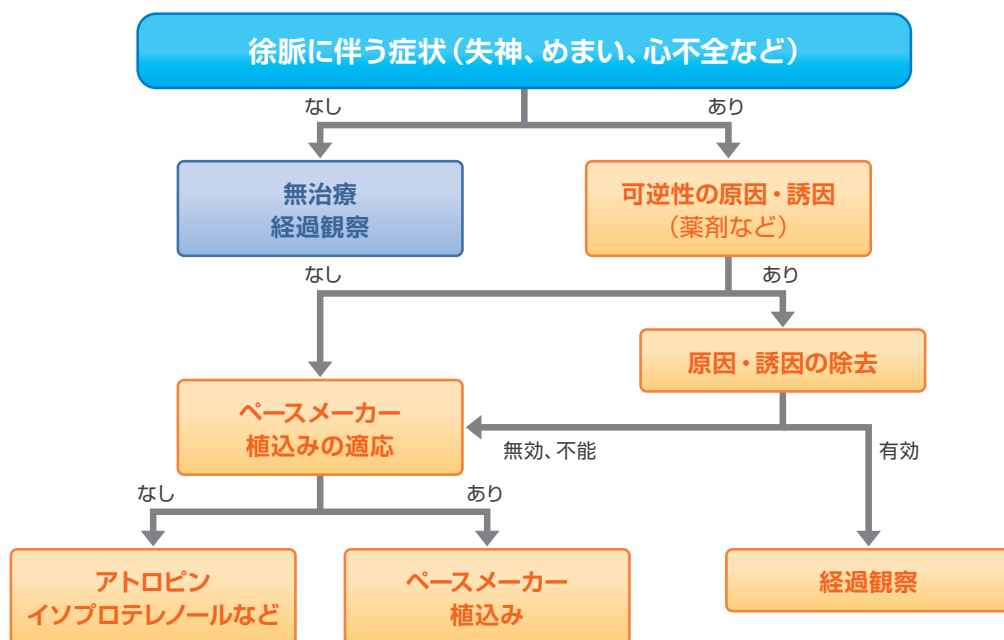 徐脈に伴う症状（失神、めまい、心不全など）
なし
あり
無治療
経過観察
可逆性の原因・誘因
（薬剤など）
なし
あり
原因・誘因の除去
ペースメーカー
植込みの適応
無効、不能
有効
なし
あり
アトロピン
イソプロテレノールなど
ペースメーカー
植込み
経過観察